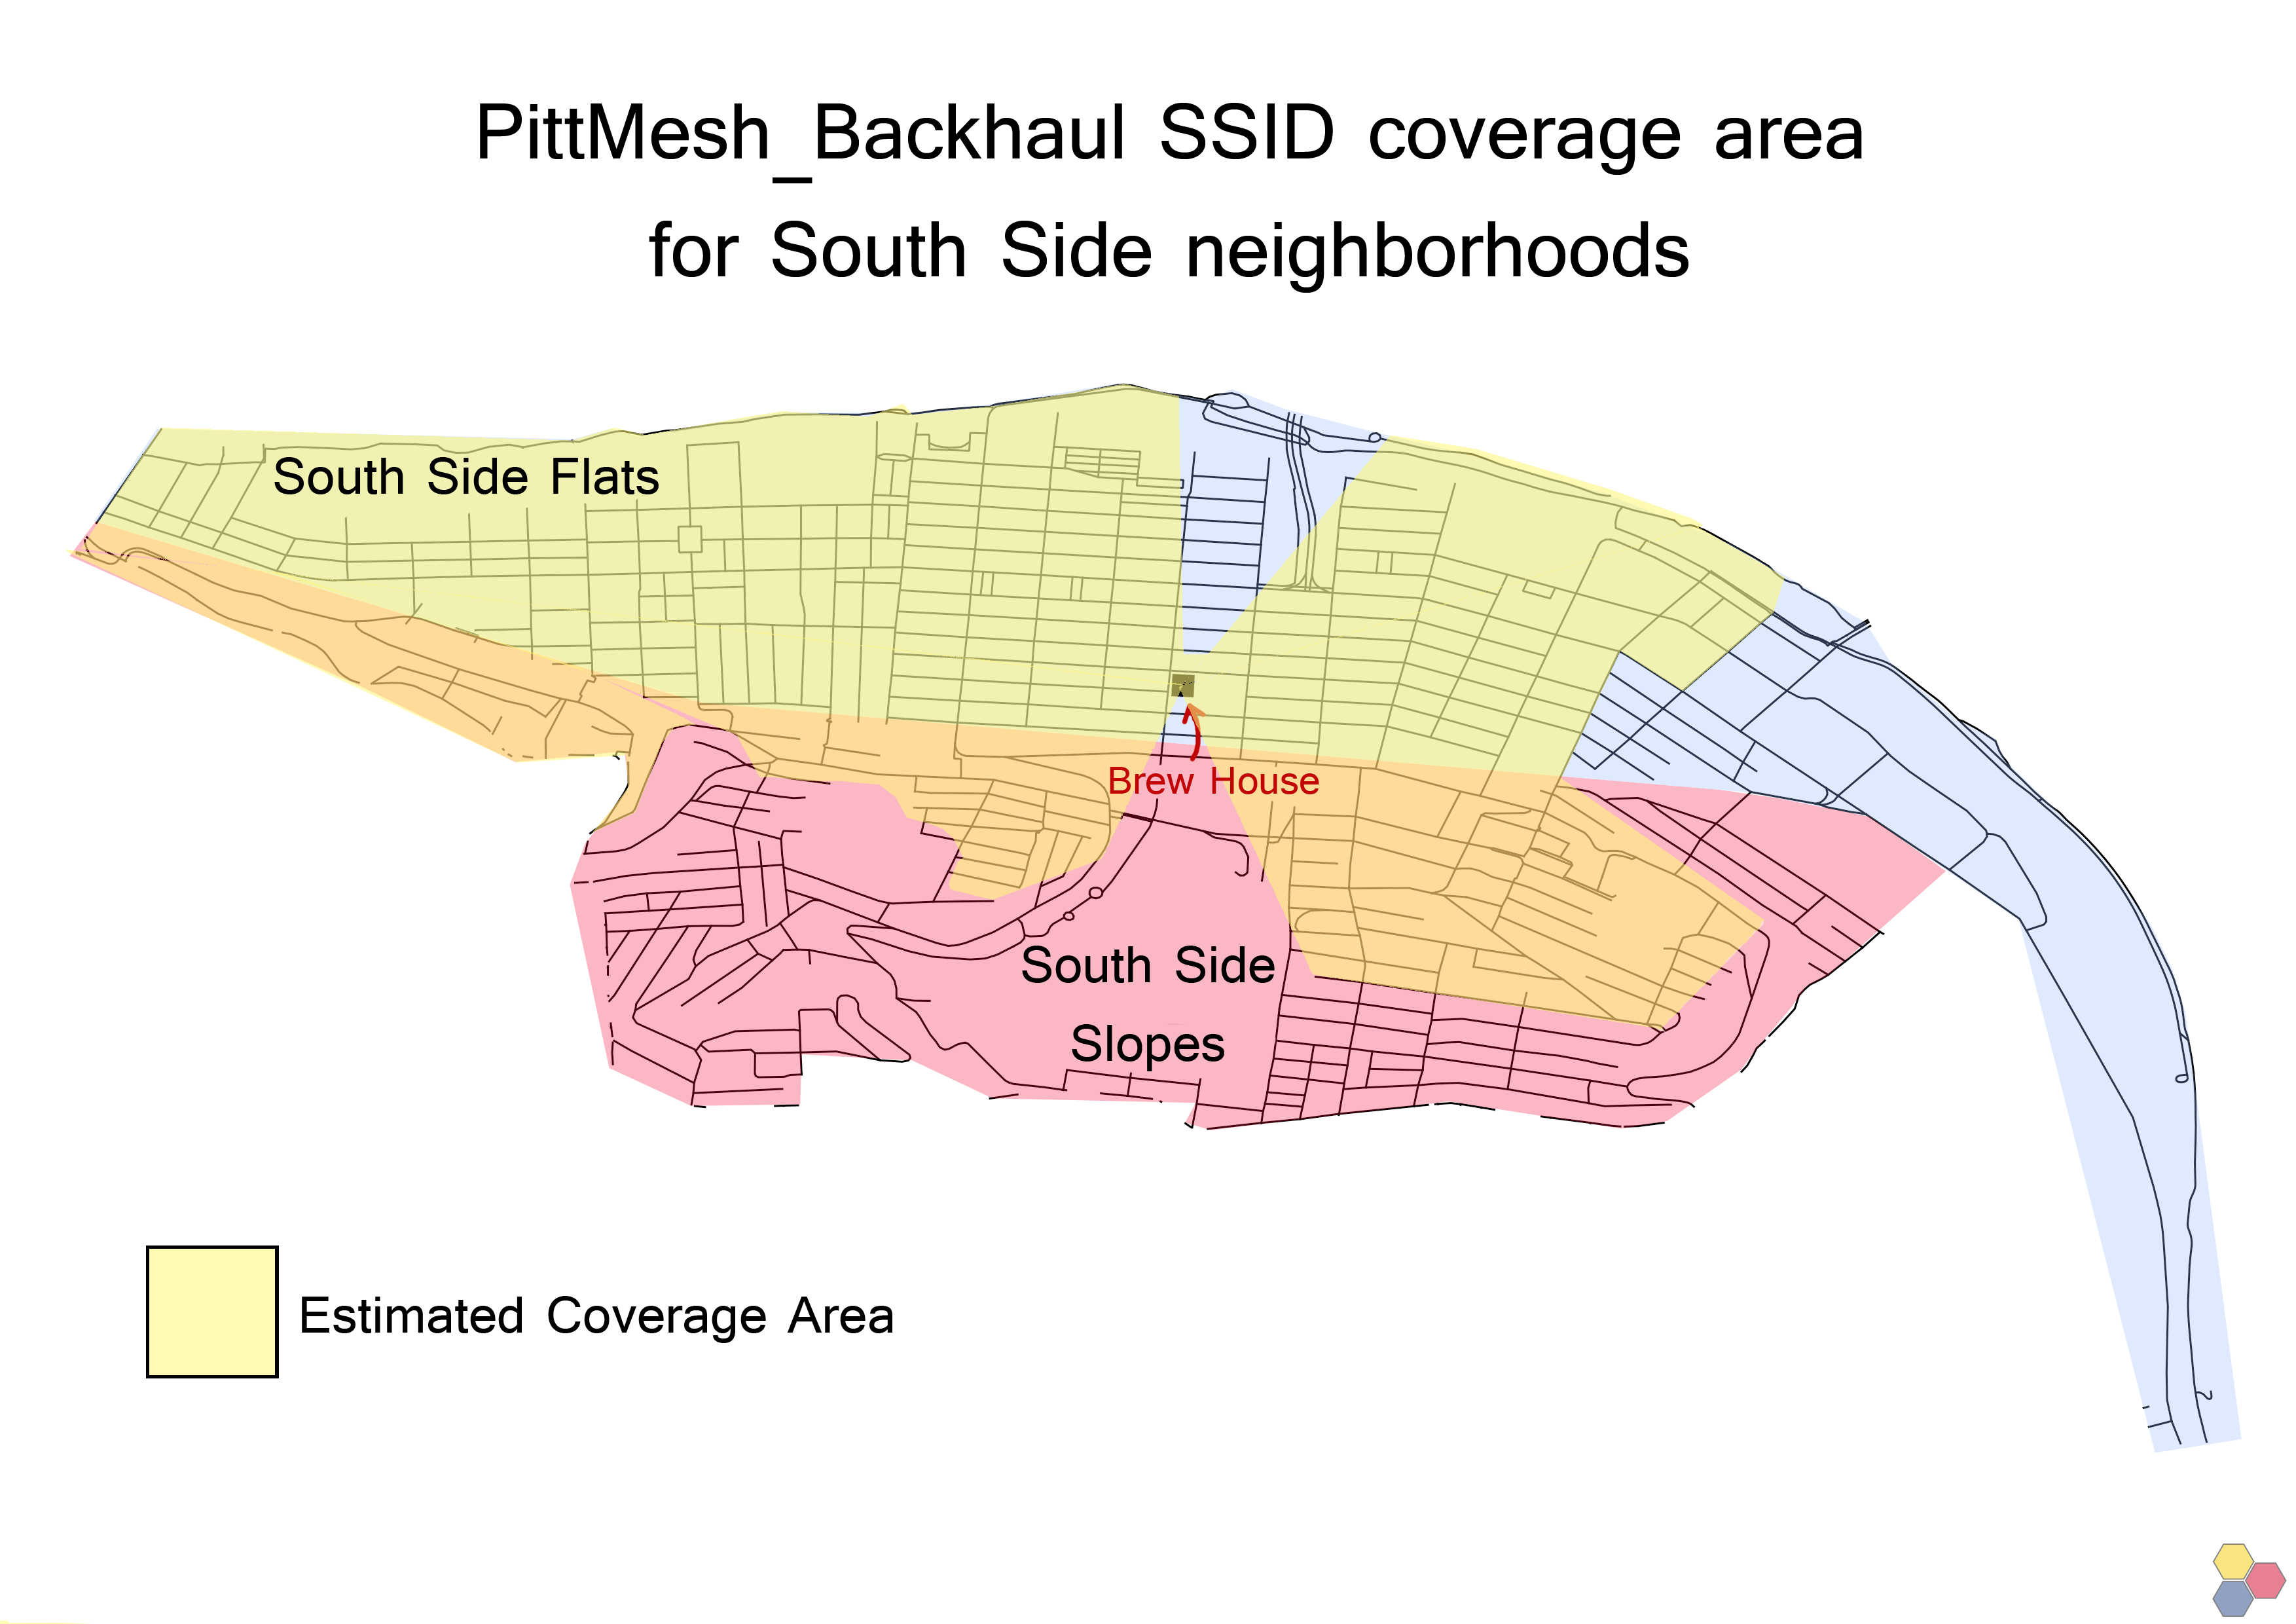 PittMesh_Backhaul SSID coverage area
for South Side neighborhoods
South Side Flats
Brew House
South Side
Slopes
Estimated Coverage Area